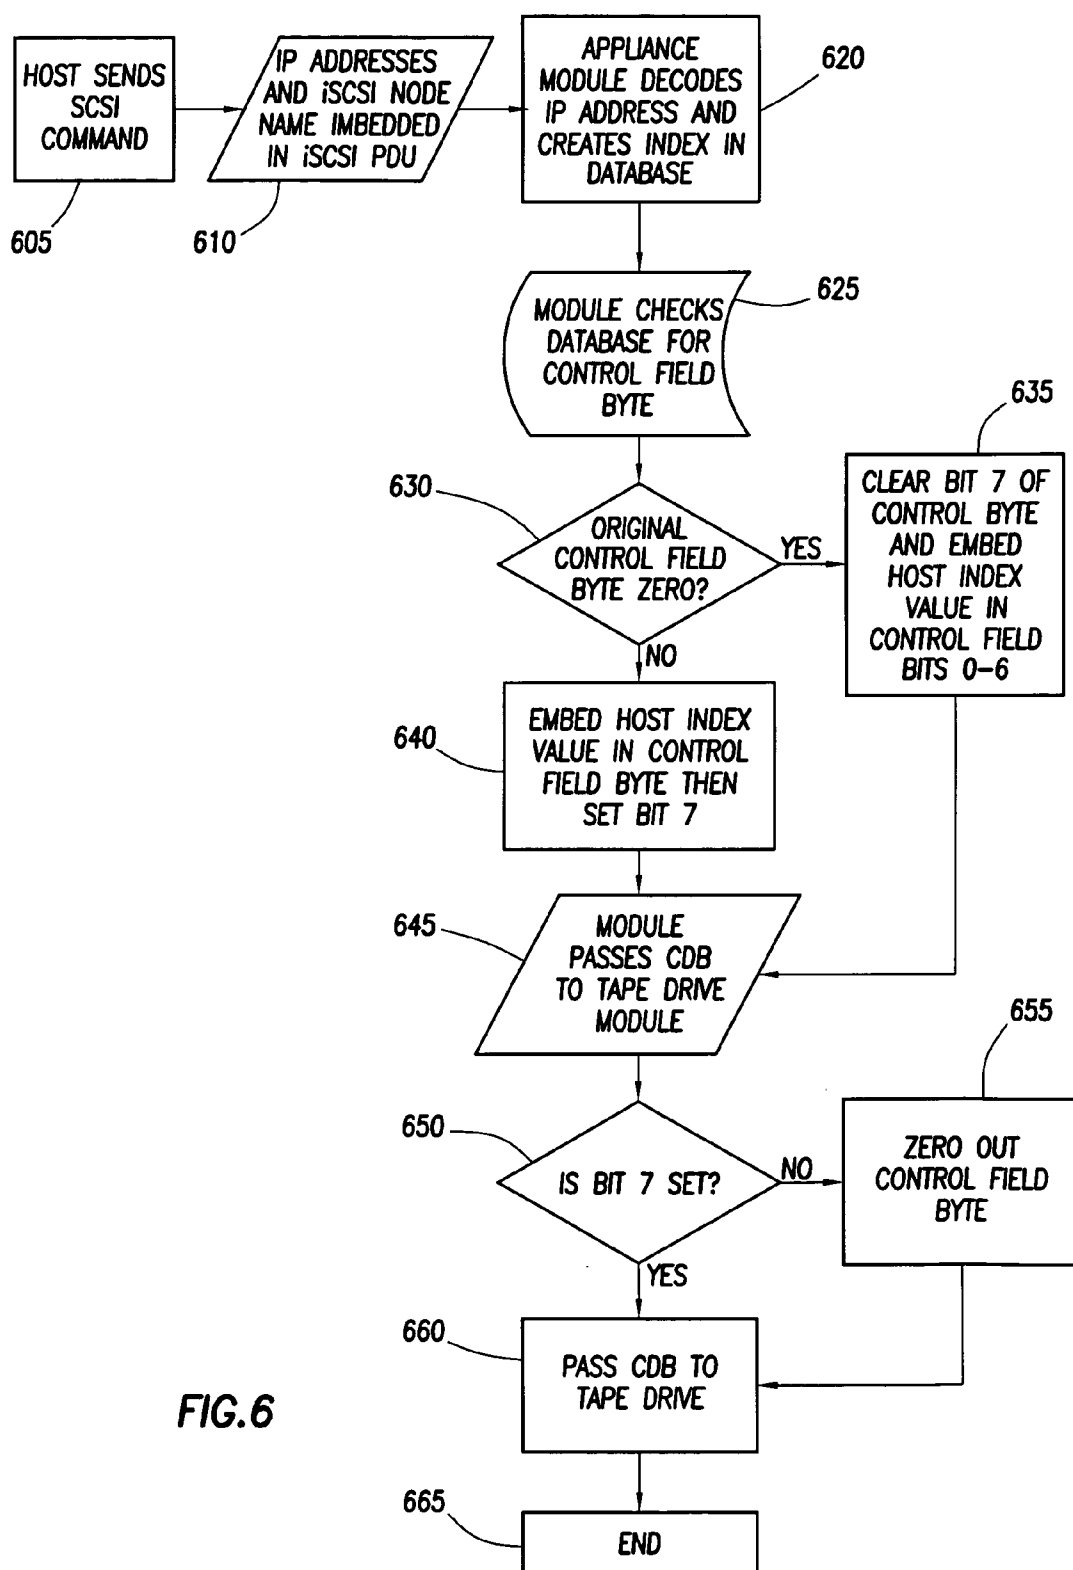 HOST SENDS
SCSI
COMMAND
605
IP ADDRESSES
AND iSCSI NODE
NAME IMBEDDED
IN iSCSI PDU
610
APPLIANCE
MODULE DECODES
IP ADDRESS AND
CREATES INDEX IN
DATABASE
620
MODULE CHECKS
DATABASE FOR
CONTROL FIELD
BYTE
625
630
ORIGINAL
CONTROL FIELD
BYTE ZERO?
YES
NO
635
CLEAR BIT 7 OF
CONTROL BYTE
AND EMBED
HOST INDEX
VALUE IN
CONTROL FIELD
BITS 0-6
640
EMBED HOST INDEX
VALUE IN CONTROL
FIELD BYTE THEN
SET BIT 7
645
MODULE
PASSES CDB
TO TAPE DRIVE
MODULE
650
IS BIT 7 SET?
NO
YES
655
ZERO OUT
CONTROL FIELD
BYTE
660
PASS CDB TO
TAPE DRIVE
FIG.6
665
END